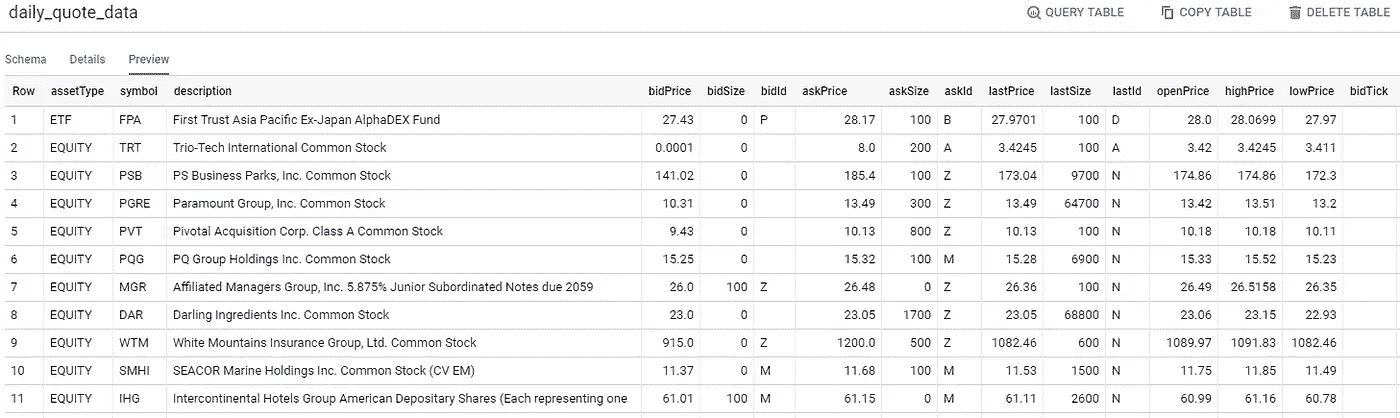 daily_quote_data QUERY TABLE COPY TABLE DELETE TABLE
Schema Details Preview
Row assetType symbol description bidPrice bidSize bidId askPrice askSize askId lastPrice lastSize lastId openPrice highPrice lowPrice bidTick
1 ETF FPA First Trust Asia Pacific Ex-Japan AlphaDEX Fund 27.43 0 P 28.17 100 B 27.9701 100 D 28.0 28.0699 27.97
2 EQUITY TRT Trio-Tech International Common Stock 0.0001 0 8.0 200 A 3.4245 100 A 3.42 3.4245 3.411
3 EQUITY PSB PS Business Parks, Inc. Common Stock 141.02 0 185.4 100 Z 173.04 9700 N 174.86 174.86 172.3
4 EQUITY PGRE Paramount Group, Inc. Common Stock 10.31 0 13.49 300 Z 13.49 64700 N 13.42 13.51 13.2
5 EQUITY PVT Pivotal Acquisition Corp. Class A Common Stock 9.43 0 10.13 800 Z 10.13 100 N 10.18 10.18 10.11
6 EQUITY PQG PQ Group Holdings Inc. Common Stock 15.25 0 15.32 100 M 15.28 6900 N 15.33 15.52 15.23
7 EQUITY MGR Affiliated Managers Group, Inc. 5.875% Junior Subordinated Notes due 2059 26.0 100 Z 26.48 0 Z 26.36 100 N 26.49 26.5158 26.35
8 EQUITY DAR Darling Ingredients Inc. Common Stock 23.0 0 23.05 1700 Z 23.05 68800 N 23.06 23.15 22.93
9 EQUITY WTM White Mountains Insurance Group, Ltd. Common Stock 915.0 0 Z 1200.0 500 Z 1082.46 600 N 1089.97 1091.83 1082.46
10 EQUITY SMHI SEACOR Marine Holdings Inc. Common Stock (CV EM) 11.37 0 M 11.68 100 M 11.53 1500 N 11.75 11.85 11.49
11 EQUITY IHG Intercontinental Hotels Group American Depositary Shares (Each representing one 61.01 100 M 61.15 0 M 61.11 2600 N 60.99 61.16 60.78